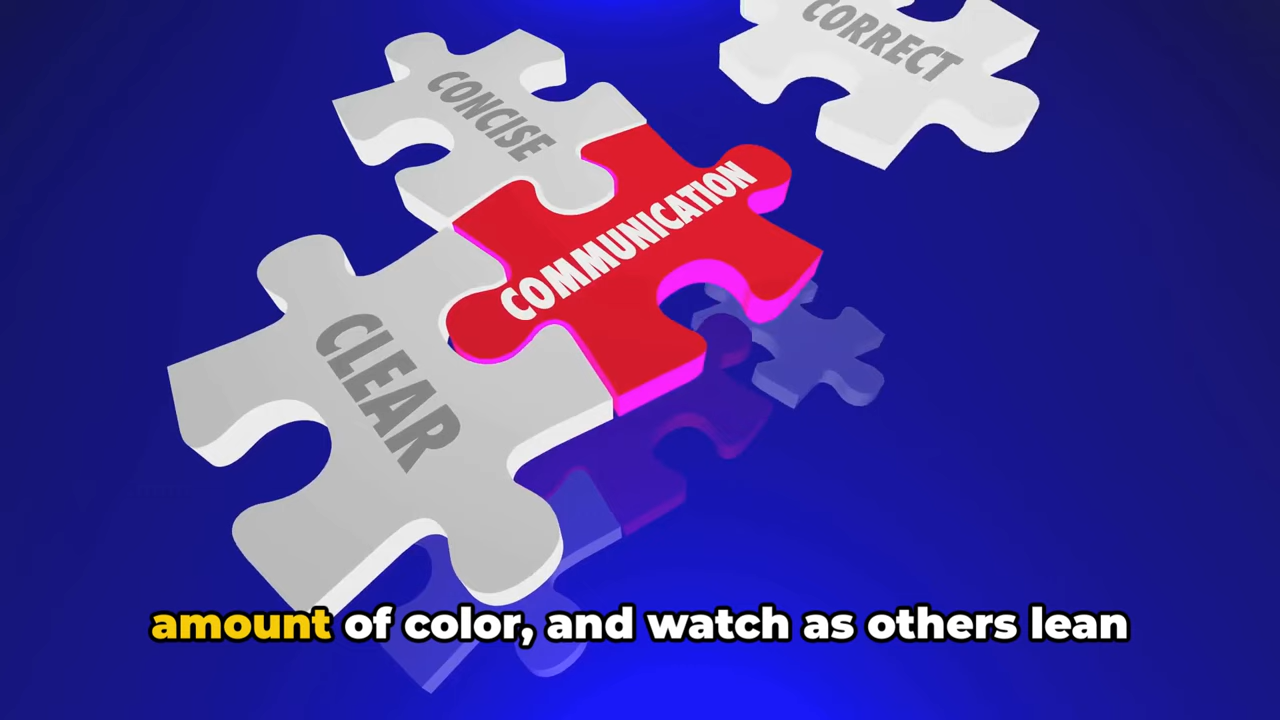 CORRECT
CONCISE
COMMUNICATION
CLEAR
amount of color, and watch as others lean